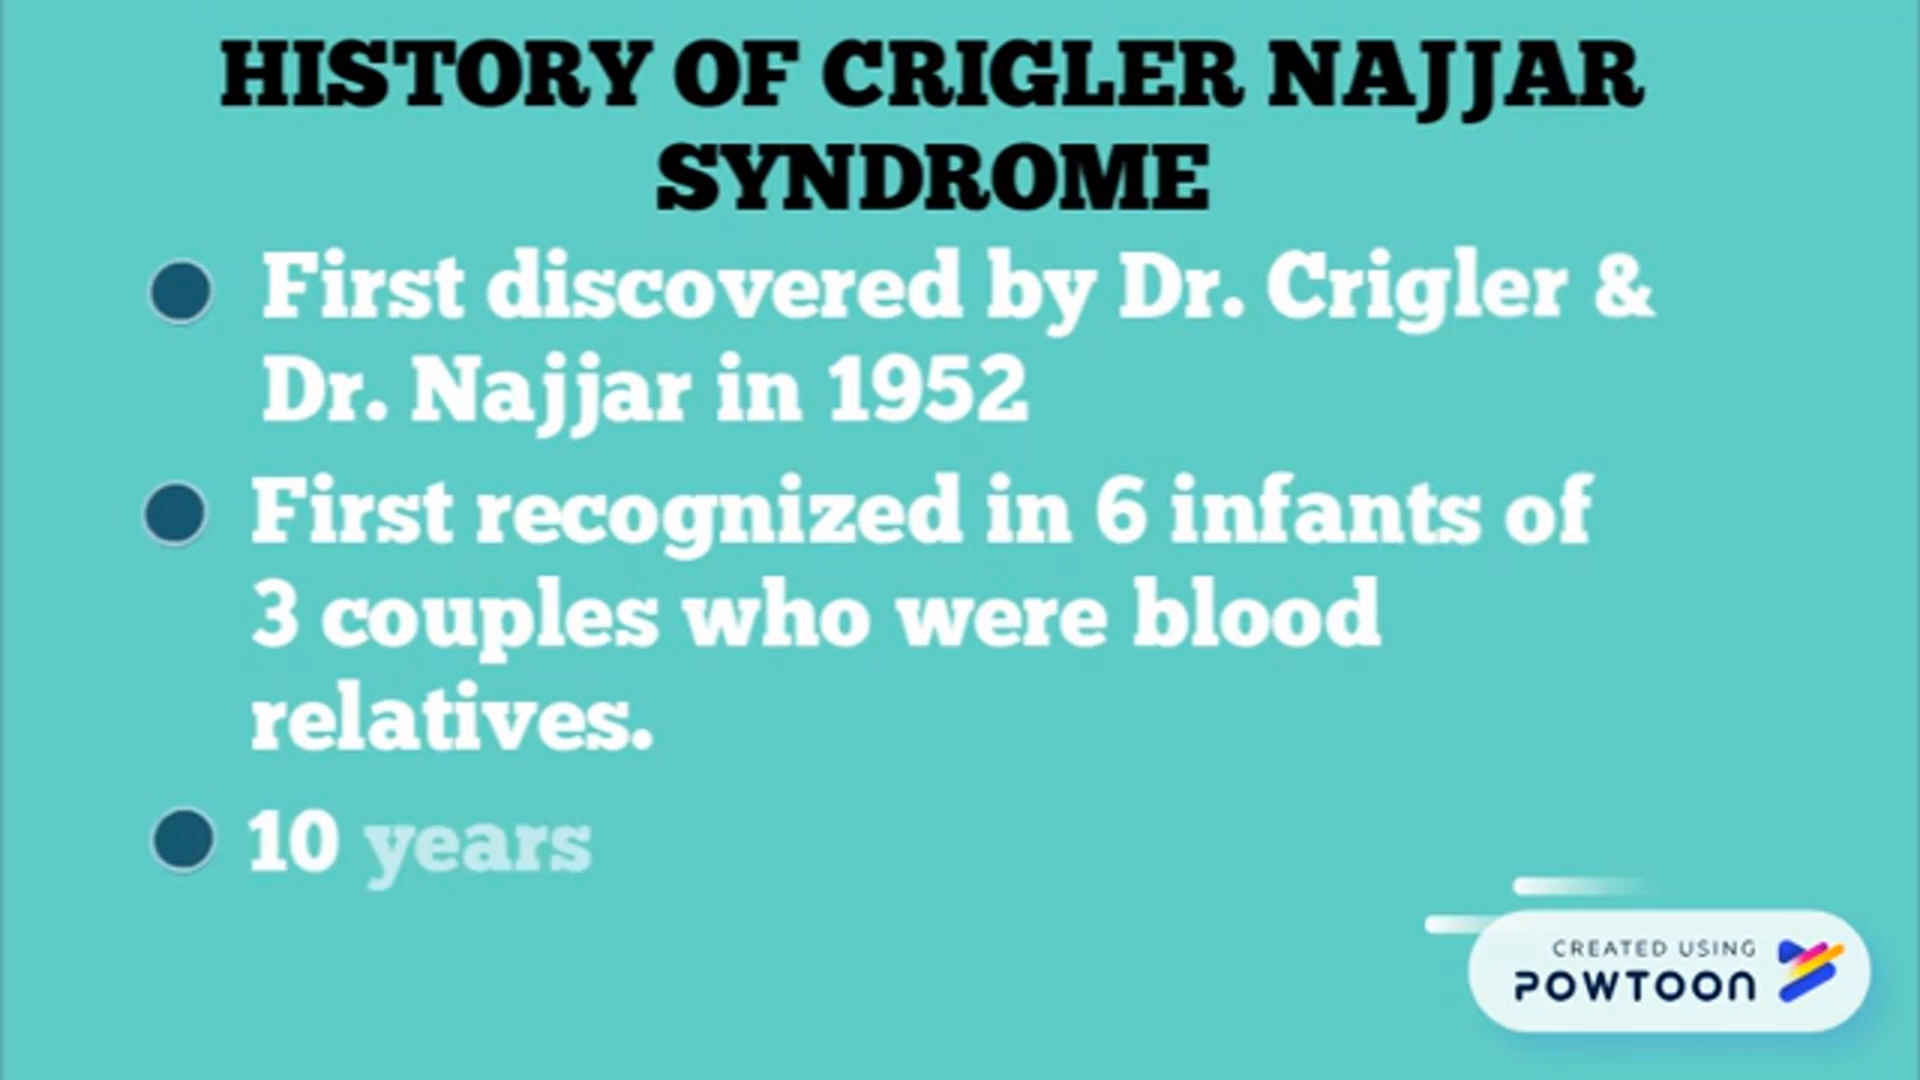 HISTORY OF CRIGLER NAJJAR
SYNDROME
First discovered by Dr. Crigler &
Dr. Najjar in 1952
First recognized in 6 infants of
3 couples who were blood
relatives.
10 years
CREATED USING
POWTOON